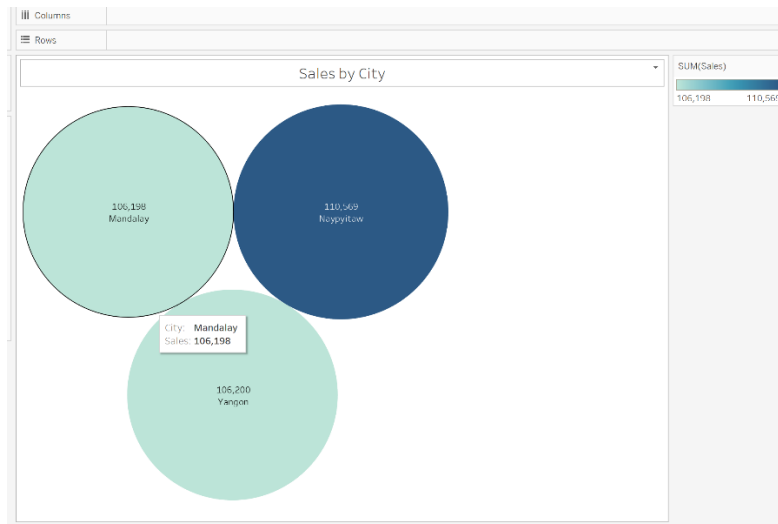 Columns
Rows
Sales by City
SUM(Sales)
106,198 110,569
106,198
Mandalay
110,569
Naypyitaw
City: Mandalay
Sales: 106,198
106,200
Yangon